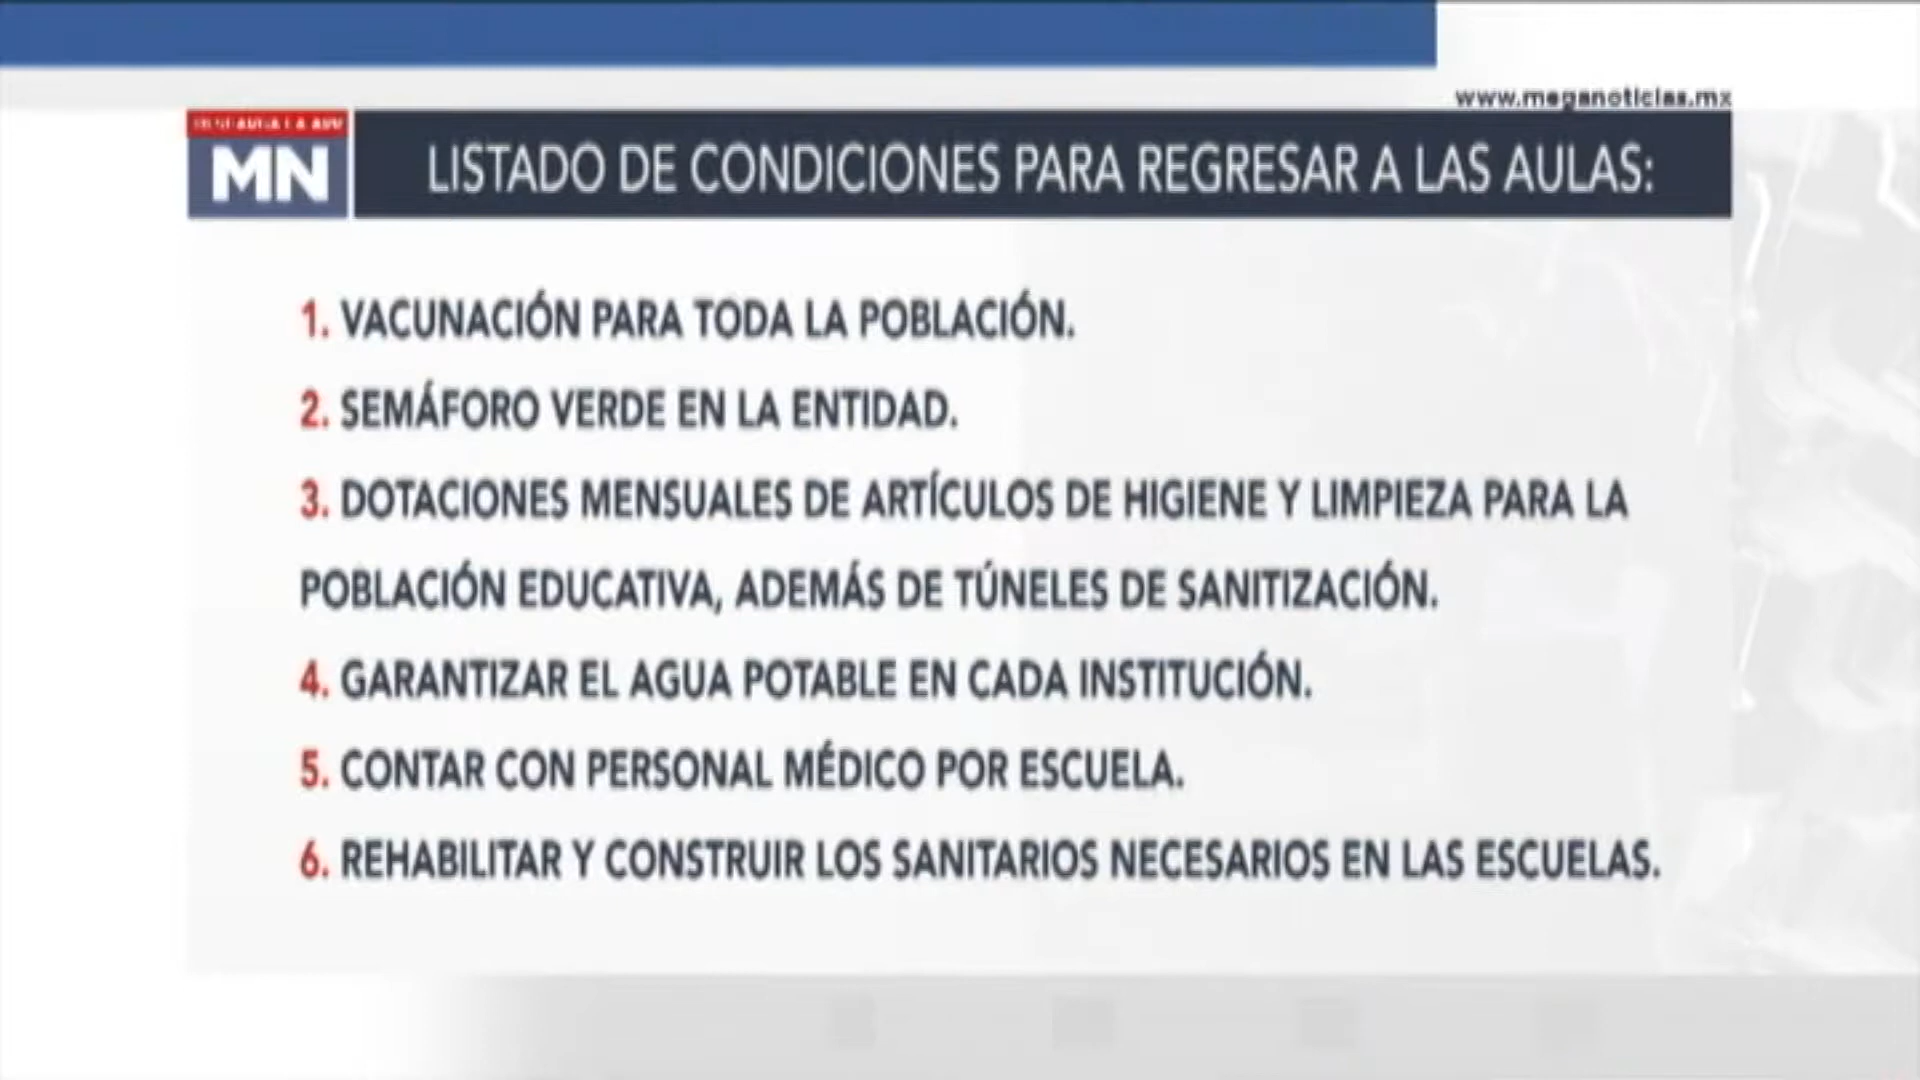 www.meganoticias.mx
MN
LISTADO DE CONDICIONES PARA REGRESAR A LAS AULAS:
1. VACUNACIÓN PARA TODA LA POBLACIÓN.
2. SEMÁFORO VERDE EN LA ENTIDAD.
3. DOTACIONES MENSUALES DE ARTÍCULOS DE HIGIENE Y LIMPIEZA PARA LA
POBLACIÓN EDUCATIVA, ADEMÁS DE TÚNELES DE SANITIZACIÓN.
4. GARANTIZAR EL AGUA POTABLE EN CADA INSTITUCIÓN.
5. CONTAR CON PERSONAL MÉDICO POR ESCUELA.
6. REHABILITAR Y CONSTRUIR LOS SANITARIOS NECESARIOS EN LAS ESCUELAS.